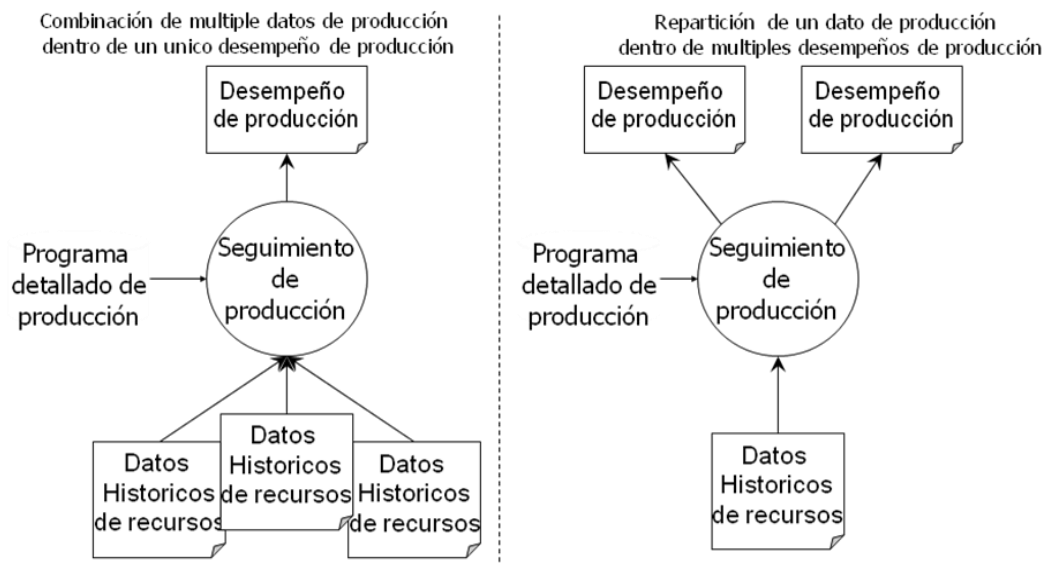 Combinación de multiple datos de producción
dentro de un unico desempeño de producción
Desempeño
de producción
Programa
detallado de
producción
Seguimiento
de
producción
Datos
Historicos
de recursos
Datos
Historicos
de recursos
Datos
Historicos
de recursos
Repartición de un dato de producción
dentro de multiples desempeños de producción
Desempeño
de producción
Desempeño
de producción
Programa
detallado de
producción
Seguimiento
de
producción
Datos
Historicos
de recursos